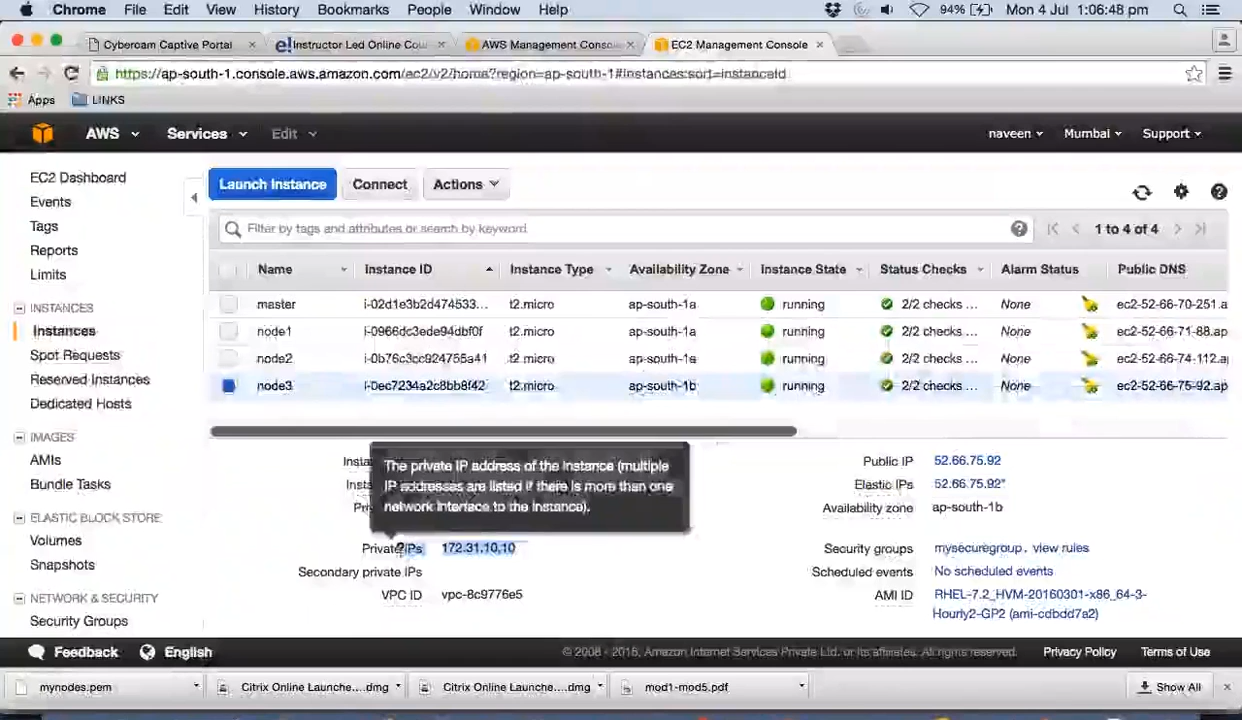 Chrome File Edit View History Bookmarks People Window Help 94% Mon 4 Jul 1:06:48 pm
Cyberoam Captive Portal × e! Instructor Led Online Cou × AWS Management Conso × EC2 Management Console ×
https://ap-south-1.console.aws.amazon.com/ec2/v2/home?region=ap-south-1#Instances:sort=instanceId
Apps LINKS
AWS Services Edit naveen Mumbai Support
EC2 Dashboard
Events
Tags
Reports
Limits
INSTANCES
Instances
Spot Requests
Reserved Instances
Dedicated Hosts
IMAGES
AMIs
Bundle Tasks
ELASTIC BLOCK STORE
Volumes
Snapshots
NETWORK & SECURITY
Security Groups
Launch Instance Connect Actions
Filter by tags and attributes or search by keyword 1 to 4 of 4
Name Instance ID Instance Type Availability Zone Instance State Status Checks Alarm Status Public DNS
master i-02d1e3b2d474533... t2.micro ap-south-1a running 2/2 checks ... None ec2-52-66-70-251.a
node1 i-0966dc3ede94dbf0f t2.micro ap-south-1a running 2/2 checks ... None ec2-52-66-71-88.ap
node2 i-0b76c3cc924755a41 t2.micro ap-south-1a running 2/2 checks ... None ec2-52-66-74-112.a
node3 i-0ec7234a2c8bb8f42 t2.micro ap-south-1b running 2/2 checks ... None ec2-52-66-75-92.ap
Insta
Insta
Pri
The private IP address of the instance (multiple
IP addresses are listed if there is more than one
network interface to the instance).
Private IPs 172.31.10.10
Secondary private IPs
VPC ID vpc-8c9776e5
Public IP 52.66.75.92
Elastic IPs 52.66.75.92*
Availability zone ap-south-1b
Security groups mysecuregroup. view rules
Scheduled events No scheduled events
AMI ID RHEL-7.2_HVM-20160301-x86_64-3-
Hourly2-GP2 (ami-cdbdd7a2)
Feedback English © 2008 - 2016, Amazon Internet Services Private Ltd. or its affiliates. All rights reserved. Privacy Policy Terms of Use
mynodes.pem Citrix Online Launche....dmg Citrix Online Launche....dmg mod1-mod5.pdf Show All